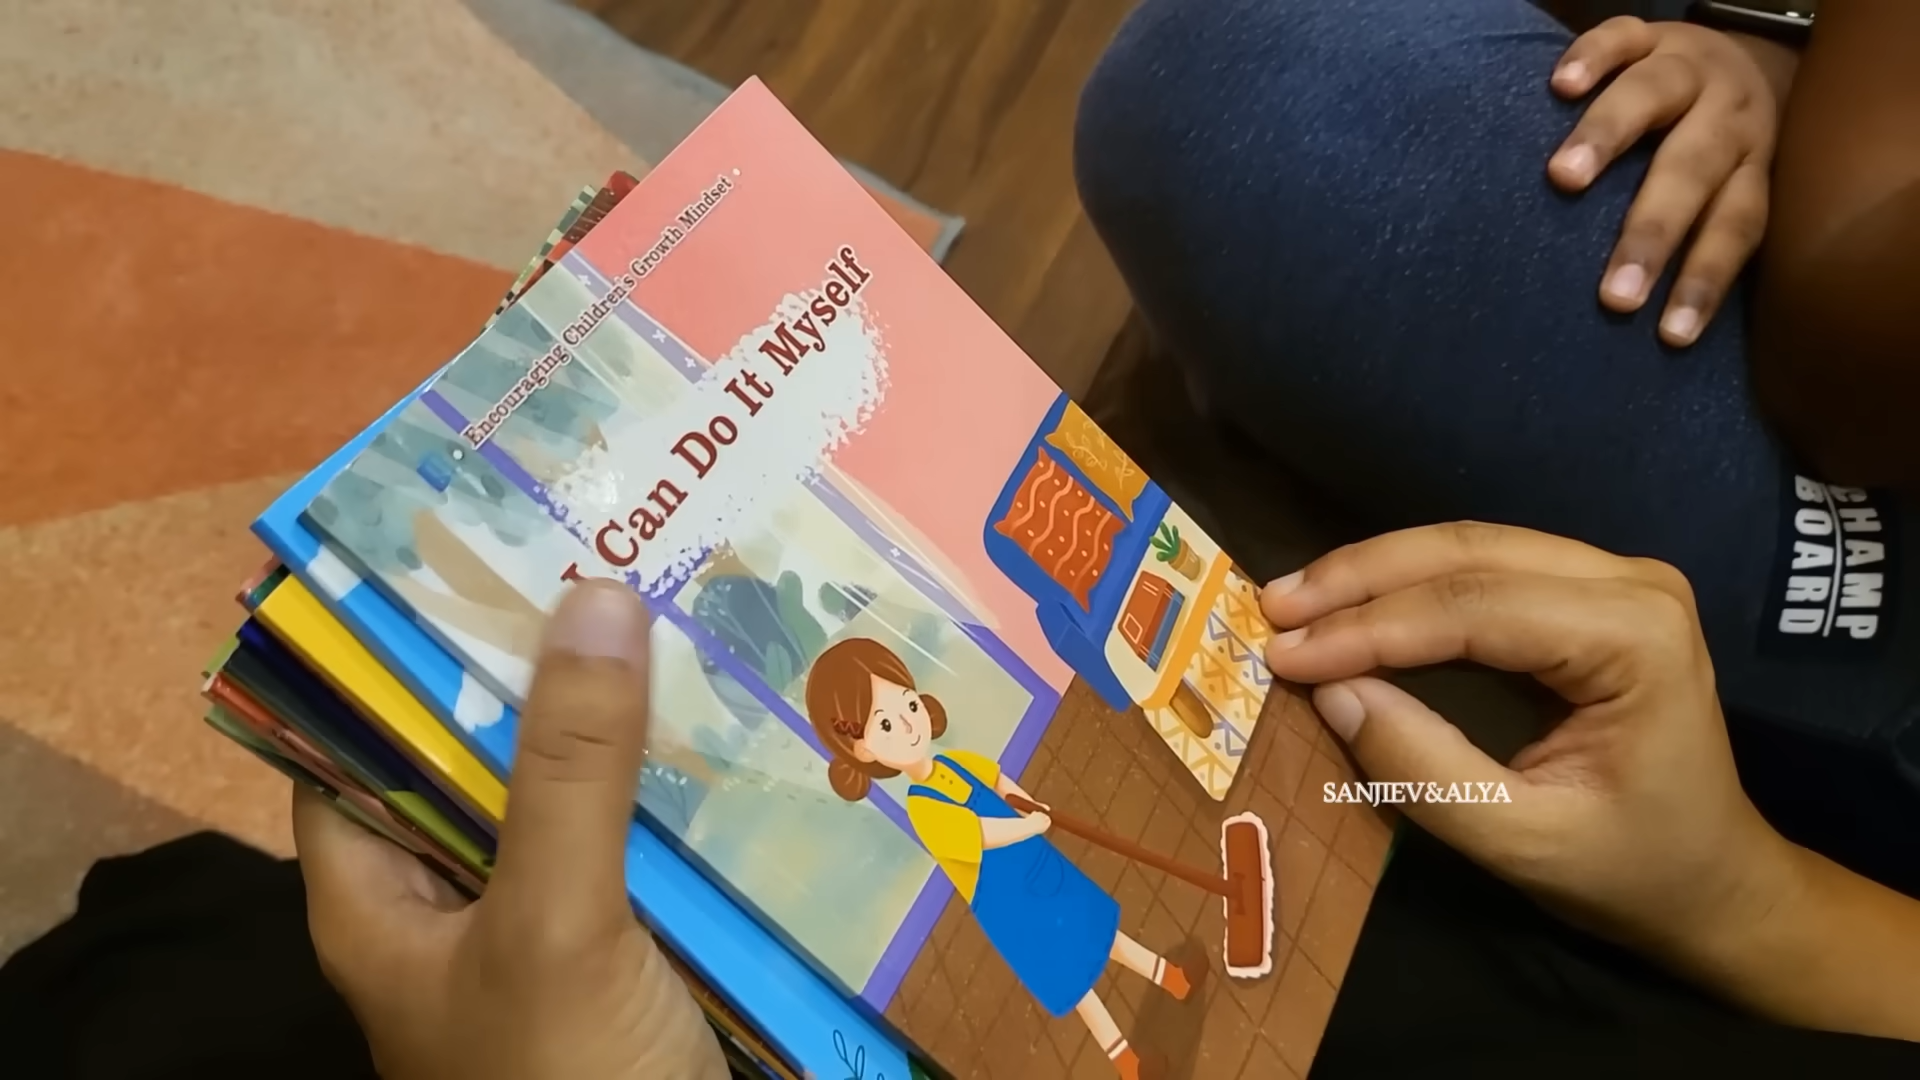 Encouraging Children's Growth Mindset
I Can Do It Myself
CHAMP
BOARD
SANJIEV&ALYA